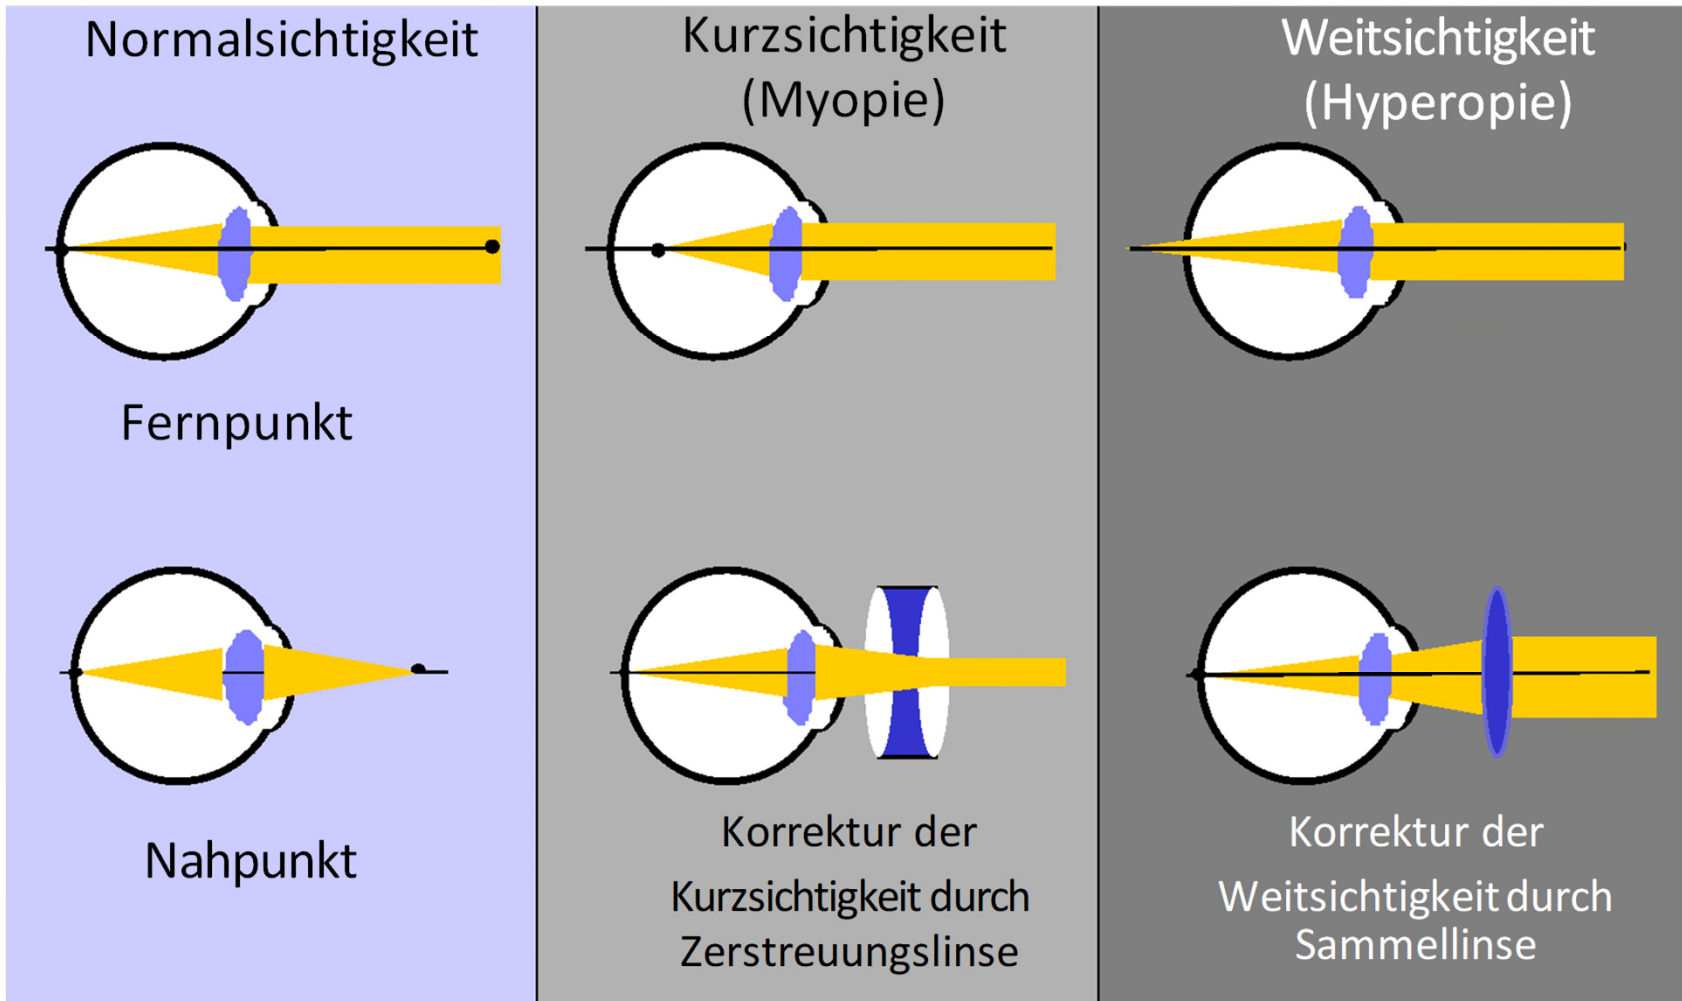 Normalsichtigkeit
Fernpunkt
Nahpunkt
Kurzsichtigkeit
(Myopie)
Korrektur der
Kurzsichtigkeit durch
Zerstreuungslinse
Weitsichtigkeit
(Hyperopie)
Korrektur der
Weitsichtigkeit durch
Sammellinse